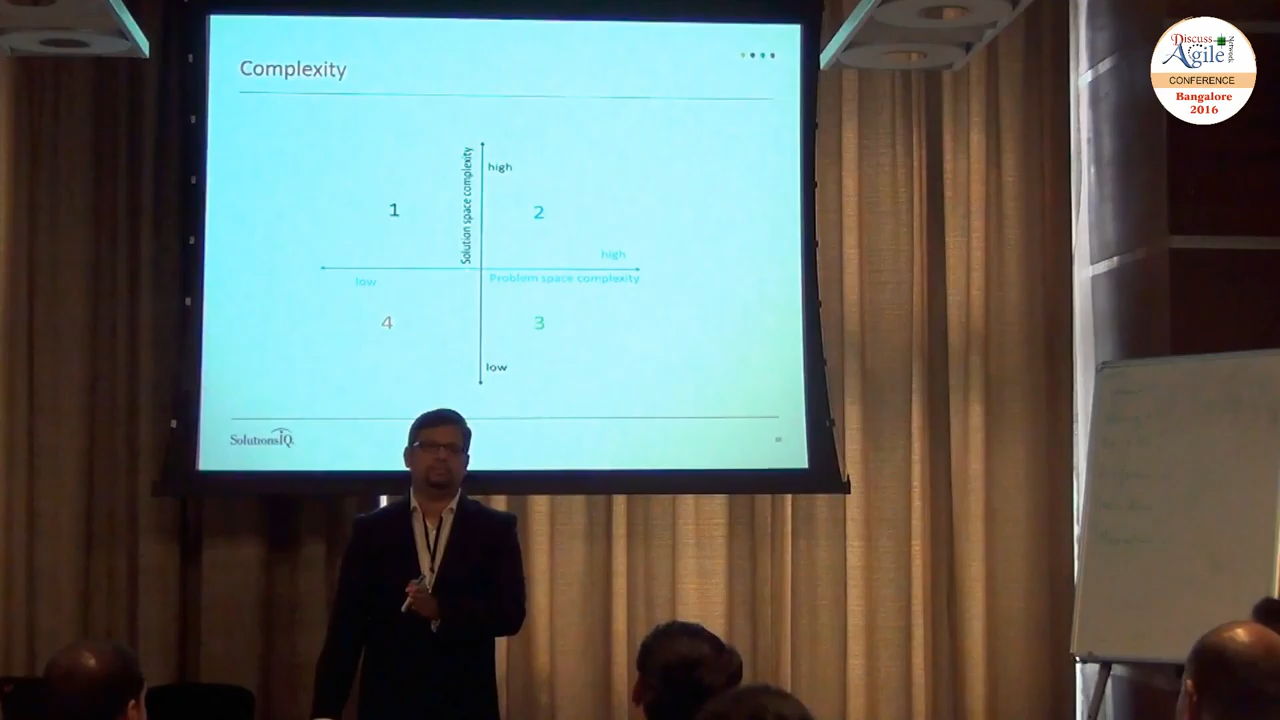 Complexity
Solution space complexity
high
1
2
high
low
Problem space complexity
4
3
low
SolutionsIQ
Discuss
Agile
Network
CONFERENCE
Bangalore
2016